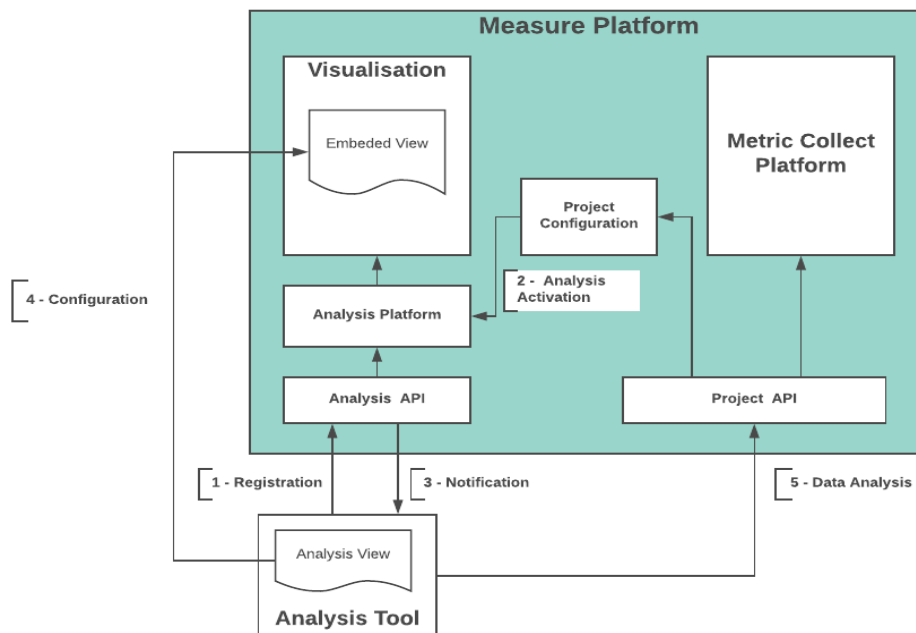 Measure Platform
Visualisation
Embeded View
Metric Collect
Platform
Project
Configuration
2 - Analysis
Activation
4 - Configuration
Analysis Platform
Analysis API
Project API
1 - Registration
3 - Notification
5 - Data Analysis
Analysis View
Analysis Tool